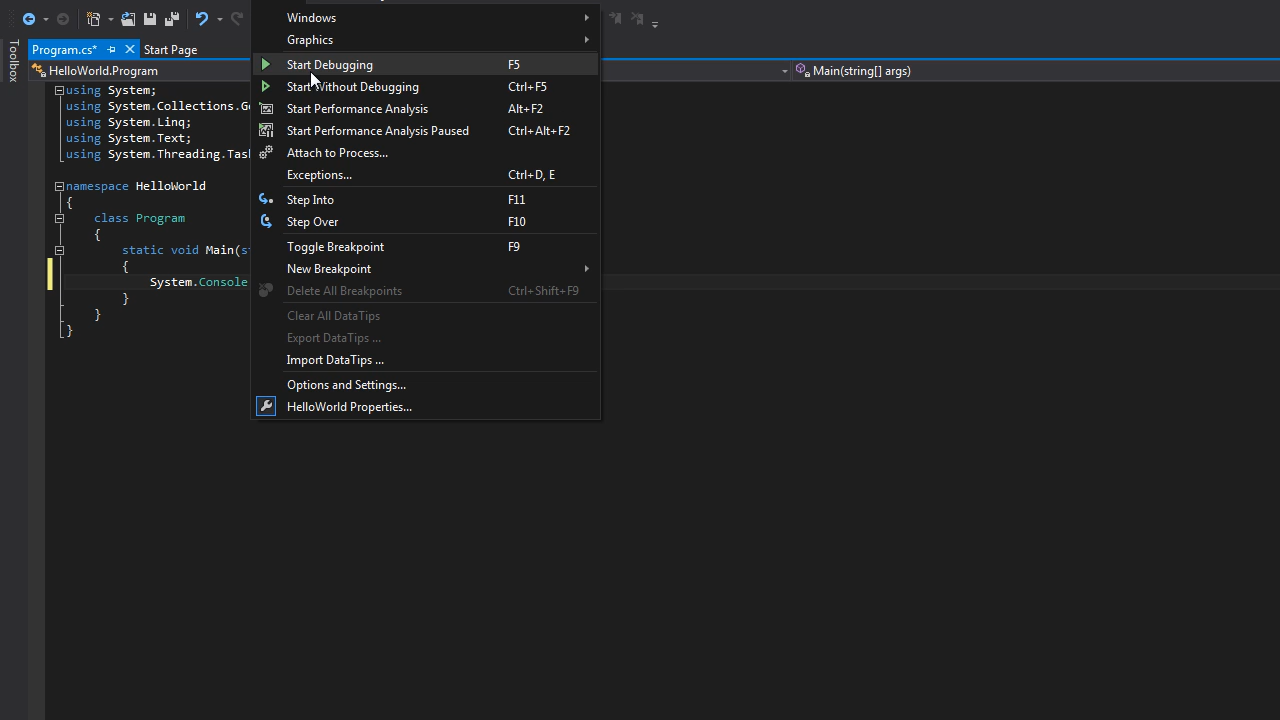 Windows
Graphics
Toolbox
Program.cs*
Start Page
Start Debugging F5
HelloWorld.Program
Main(string[] args)
Start Without Debugging Ctrl+F5
using System;
using System.Collections.
Start Performance Analysis Alt+F2
using System.Linq;
Start Performance Analysis Paused Ctrl+Alt+F2
using System.Text;
using System.Threading.
Attach to Process...
Exceptions... Ctrl+D, E
namespace HelloWorld
{
Step Into F11
class Program
Step Over F10
{
static void Main(
Toggle Breakpoint F9
{
New Breakpoint
System.Console
Delete All Breakpoints Ctrl+Shift+F9
}
}
Clear All DataTips
}
Export DataTips ...
Import DataTips ...
Options and Settings...
HelloWorld Properties...